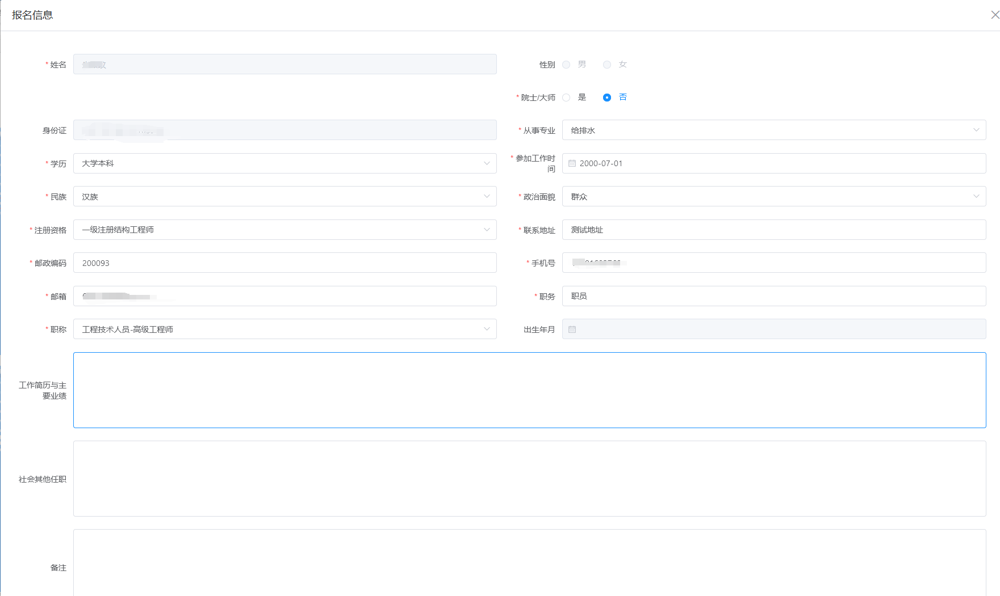 报名信息
* 姓名
性别 男 女
* 院士/大师 是 否
身份证
* 从事专业 给排水
* 学历 大学本科
* 参加工作时
间
2000-07-01
* 民族 汉族
* 政治面貌 群众
* 注册资格 一级注册结构工程师
* 联系地址 测试地址
* 邮政编码 200093
* 手机号
* 邮箱
* 职务 职员
* 职称 工程技术人员-高级工程师
出生年月
工作简历与主
要业绩
社会其他任职
备注